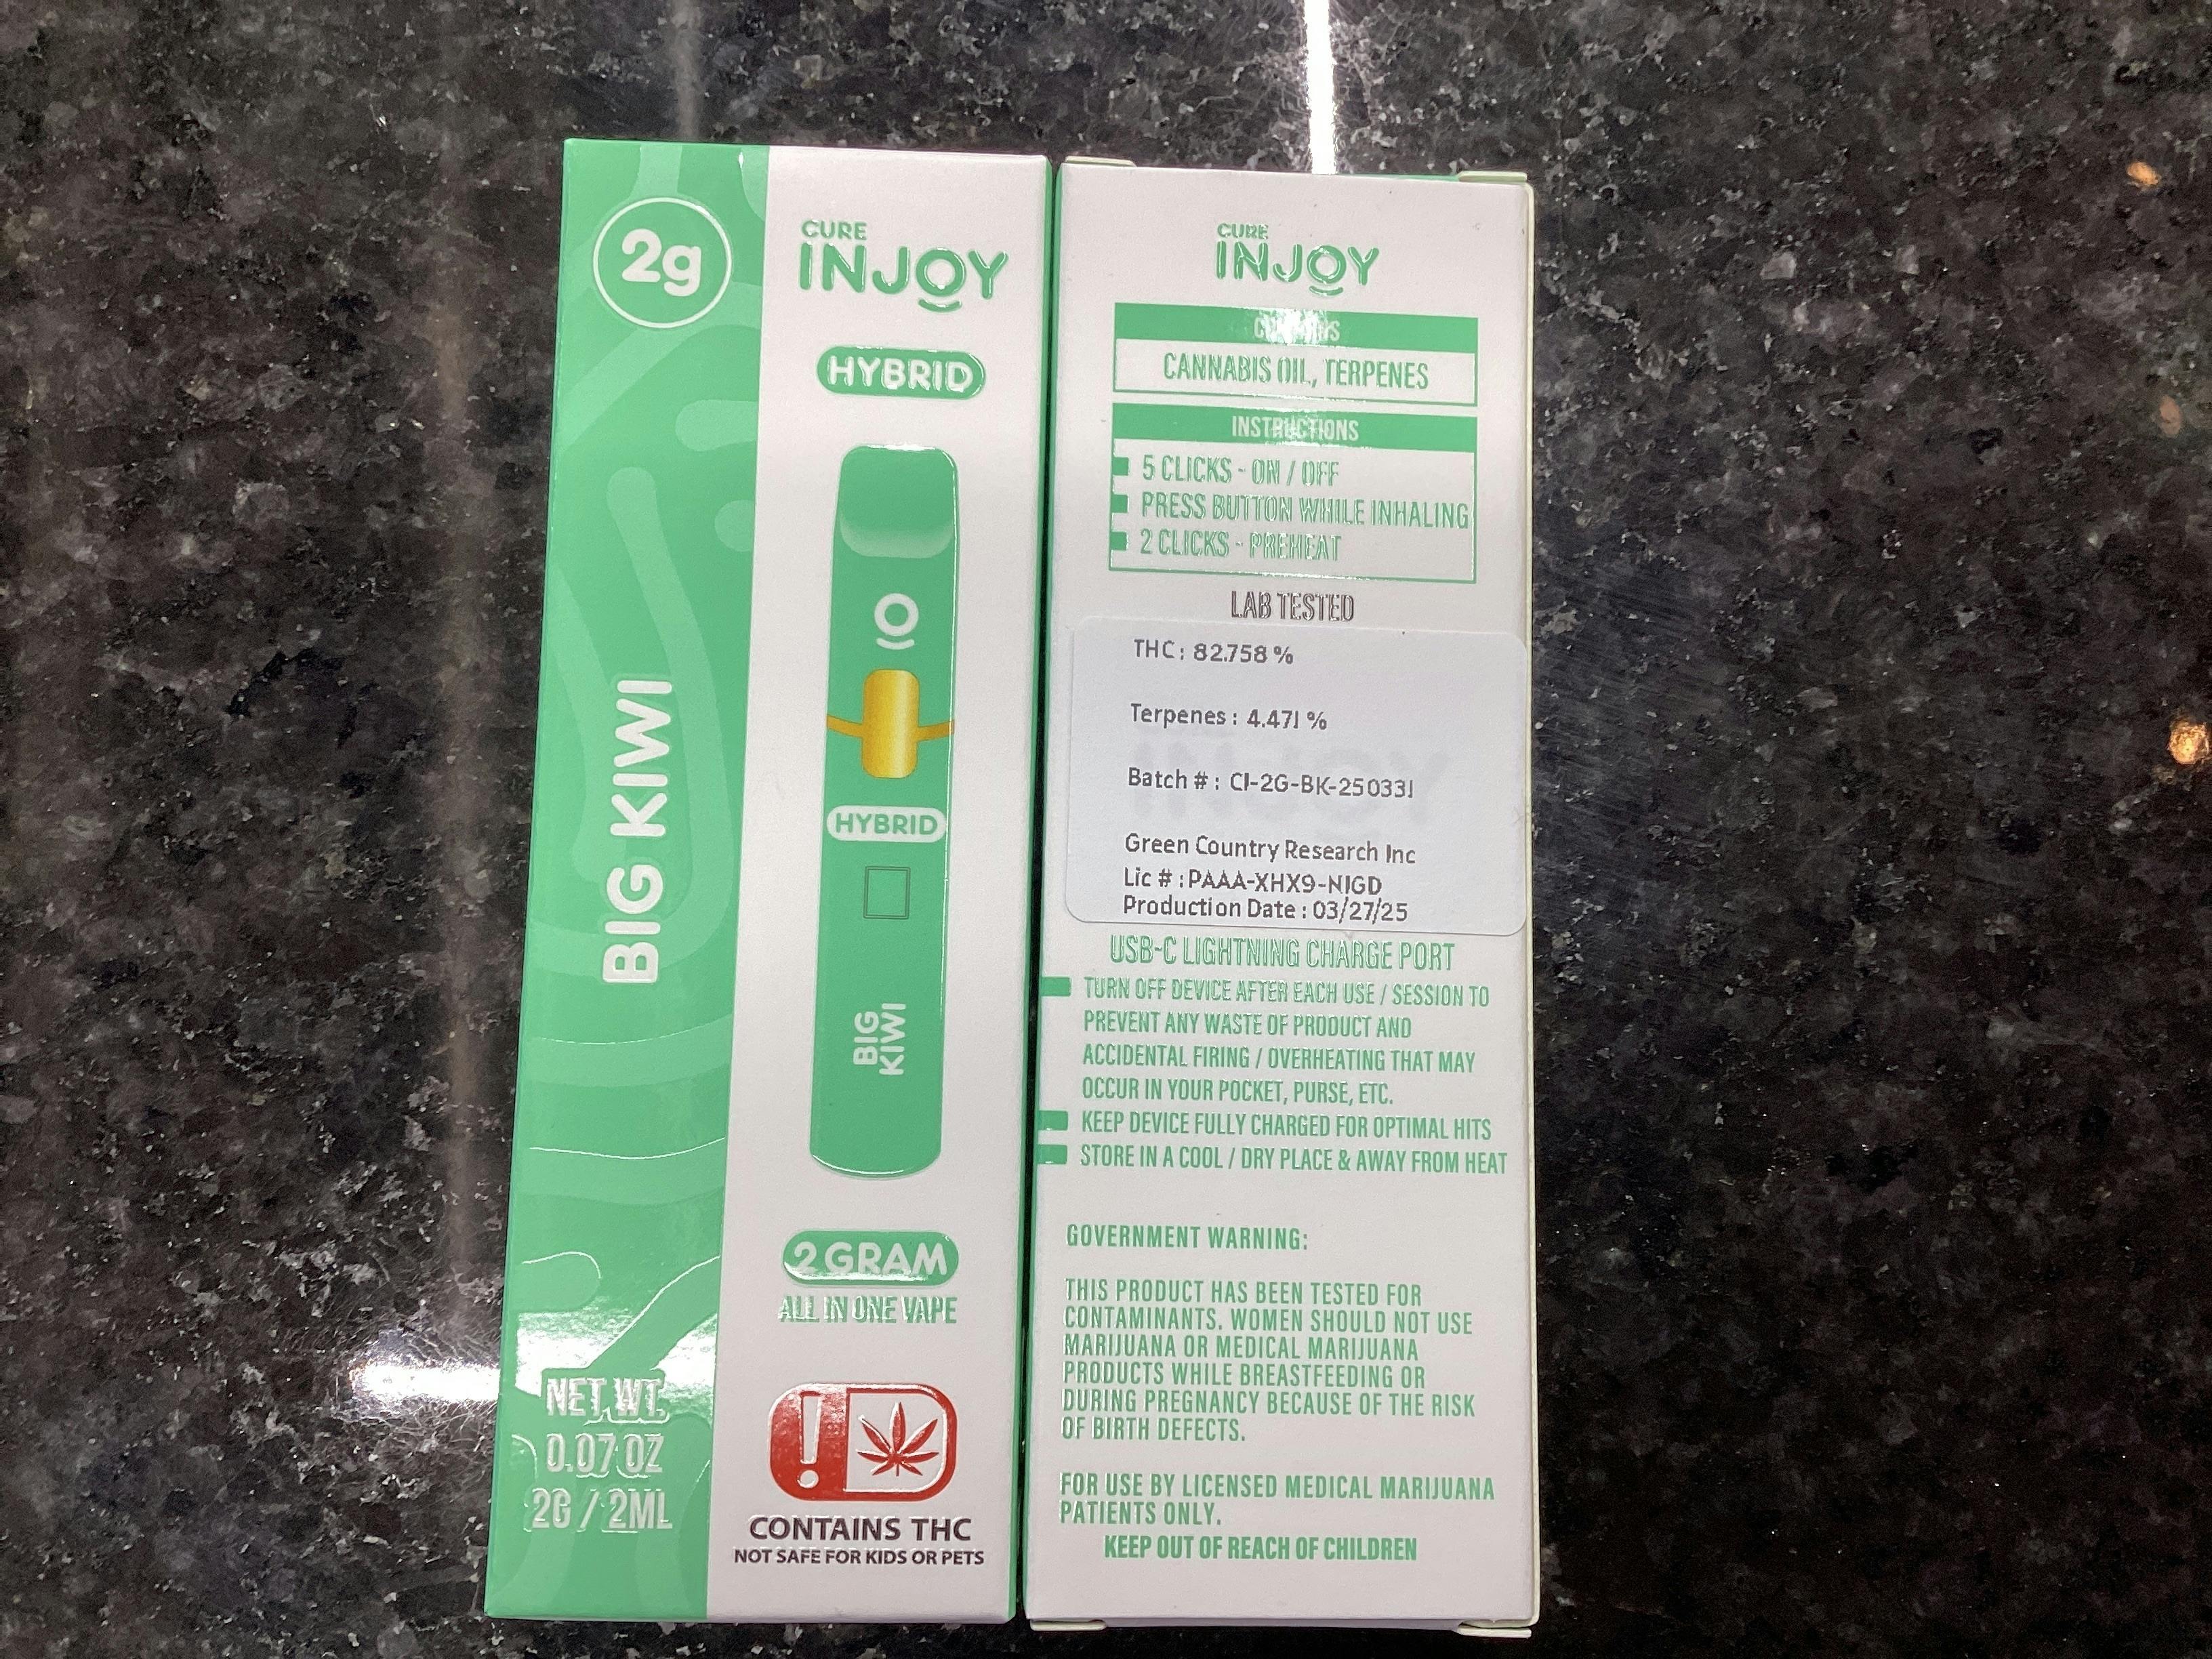 2g
BIG KIWI
NET WT.
0.07 OZ
2G / 2ML
CURE
INJOY
HYBRID
HYBRID
BIG
KIWI
2 GRAM
ALL IN ONE VAPE
!
CONTAINS THC
NOT SAFE FOR KIDS OR PETS
CURE
INJOY
CANNABIS OIL, TERPENES
INSTRUCTIONS
5 CLICKS - ON / OFF
PRESS BUTTON WHILE INHALING
2 CLICKS - PREHEAT
LAB TESTED
THC: 82.758 %
Terpenes : 4.471 %
Batch # : CI-2G-BK-250331
Green Country Research Inc
Lic # : PAAA-XHX9-NIGD
Production Date : 03/27/25
USB-C LIGHTNING CHARGE PORT
TURN OFF DEVICE AFTER EACH USE / SESSION TO
PREVENT ANY WASTE OF PRODUCT AND
ACCIDENTAL FIRING / OVERHEATING THAT MAY
OCCUR IN YOUR POCKET, PURSE, ETC.
KEEP DEVICE FULLY CHARGED FOR OPTIMAL HITS
STORE IN A COOL / DRY PLACE & AWAY FROM HEAT
GOVERNMENT WARNING:
THIS PRODUCT HAS BEEN TESTED FOR
CONTAMINANTS. WOMEN SHOULD NOT USE
MARIJUANA OR MEDICAL MARIJUANA
PRODUCTS WHILE BREASTFEEDING OR
DURING PREGNANCY BECAUSE OF THE RISK
OF BIRTH DEFECTS.
FOR USE BY LICENSED MEDICAL MARIJUANA
PATIENTS ONLY.
KEEP OUT OF REACH OF CHILDREN